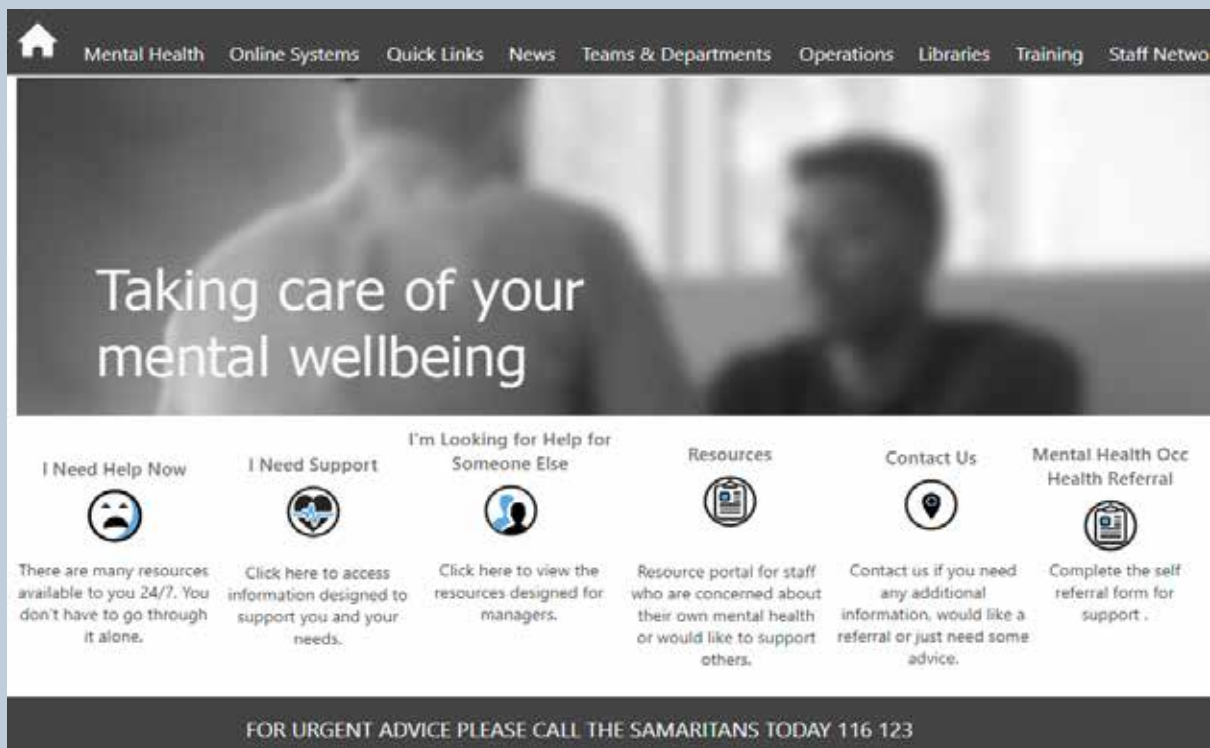 Mental Health Online Systems Quick Links News Teams & Departments Operations Libraries Training Staff Netwo
Taking care of your
mental wellbeing
I Need Help Now
There are many resources
available to you 24/7. You
don't have to go through
it alone.
I Need Support
Click here to access
information designed to
support you and your
needs.
I'm Looking for Help for
Someone Else
Click here to view the
resources designed for
managers.
Resources
Resource portal for staff
who are concerned about
their own mental health
or would like to support
others.
Contact Us
Contact us if you need
any additional
information, would like a
referral or just need some
advice.
Mental Health Occ
Health Referral
Complete the self
referral form for
support .
FOR URGENT ADVICE PLEASE CALL THE SAMARITANS TODAY 116 123